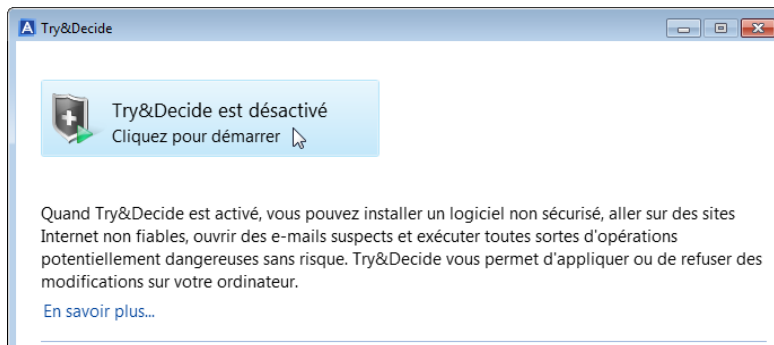 Try&Decide
Try&Decide est désactivé
Cliquez pour démarrer
Quand Try&Decide est activé, vous pouvez installer un logiciel non sécurisé, aller sur des sites
Internet non fiables, ouvrir des e-mails suspects et exécuter toutes sortes d'opérations
potentiellement dangereuses sans risque. Try&Decide vous permet d'appliquer ou de refuser des
modifications sur votre ordinateur.
En savoir plus...